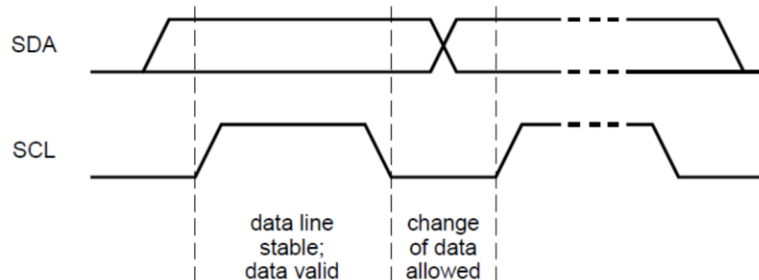 SDA
SCL
data line
stable;
data valid
change
of data
allowed